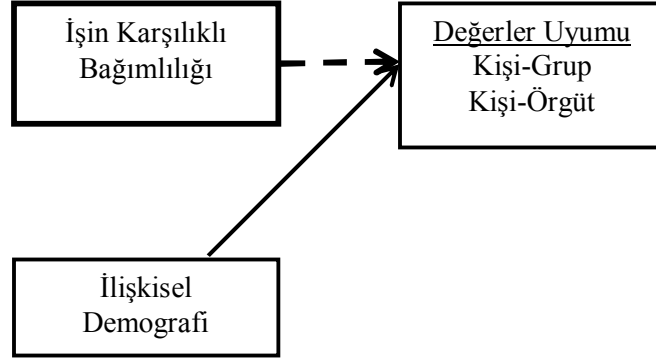 İşin Karşılıklı
Bağımlılığı
Değerler Uyumu
Kişi-Grup
Kişi-Örgüt
İlişkisel
Demografi